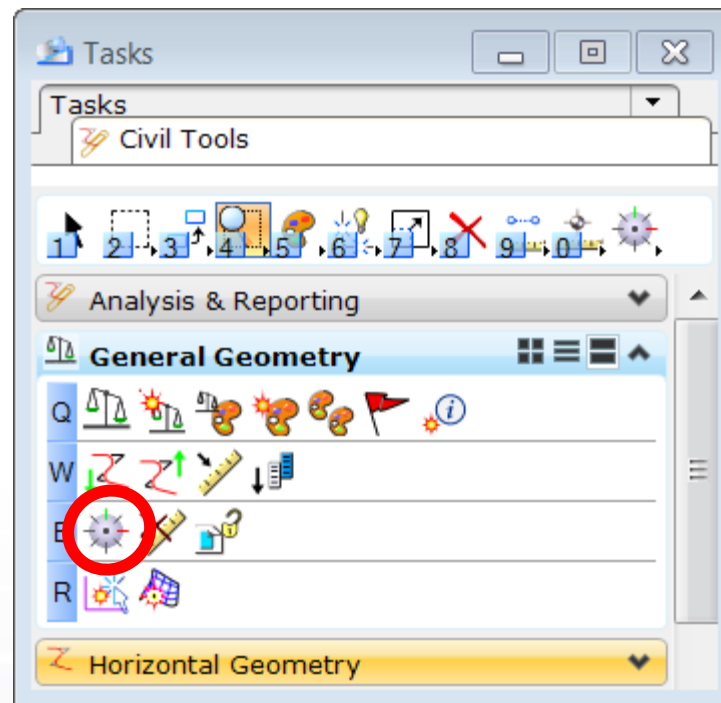 Tasks
Tasks
Civil Tools
1 2 3 4 5 6 7 8 9 0
Analysis & Reporting
General Geometry
Q
W
E
R
Horizontal Geometry